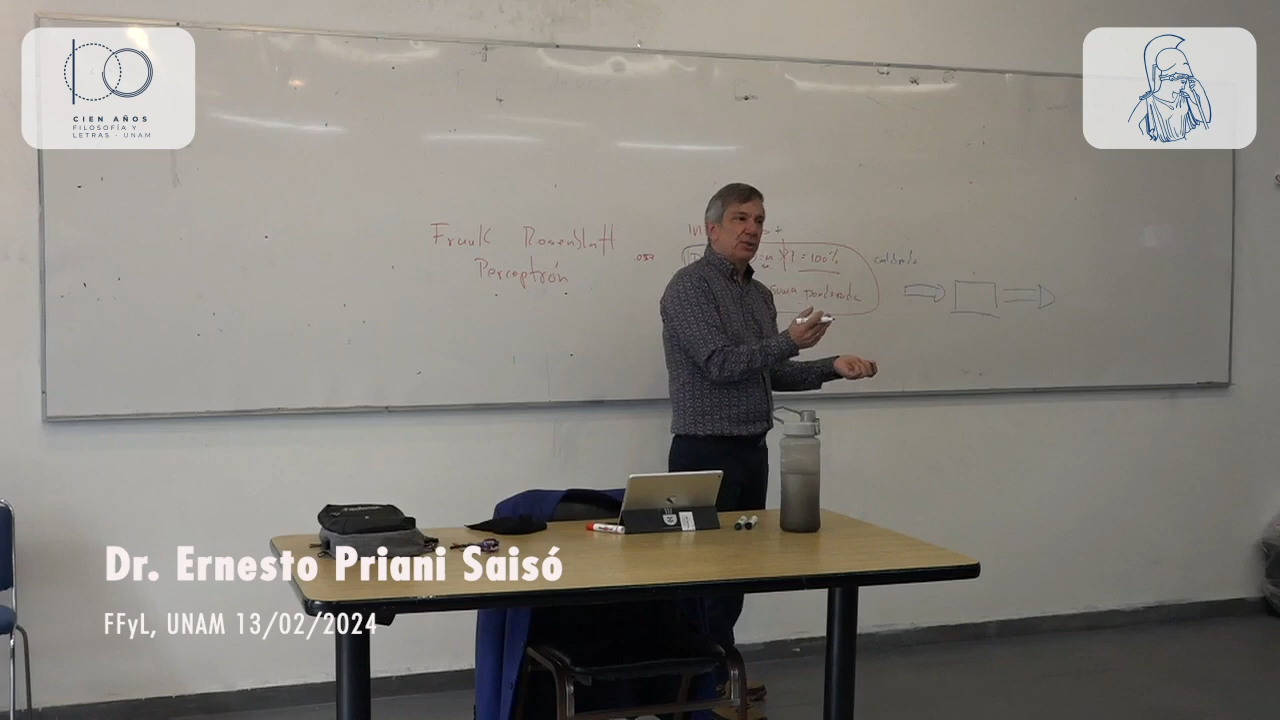 CIEN AÑOS
FILOSOFÍA Y
LETRAS · UNAM
Frank Rosenblatt
Perceptrón
= 100%
suma ponderada
Dr. Ernesto Priani Saisó
FFyL, UNAM 13/02/2024